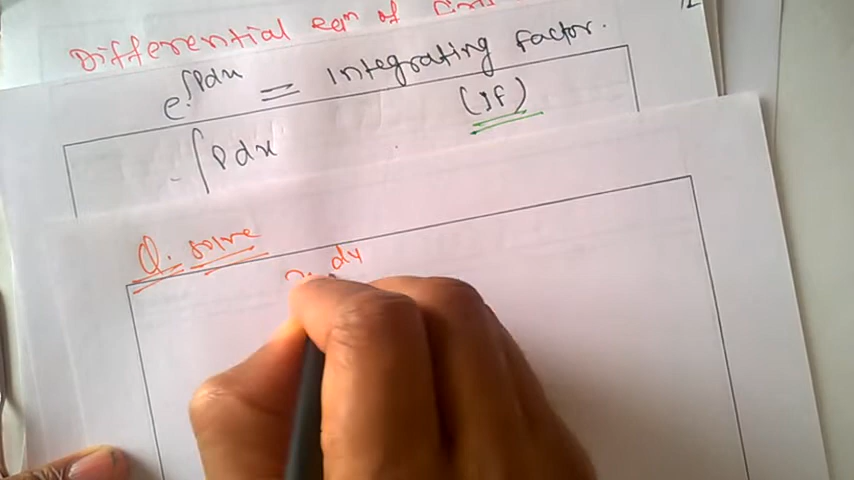 Differential eqn of
e^∫Pdx = Integrating factor.
(If)
∫Pdx
Q. solve
dy